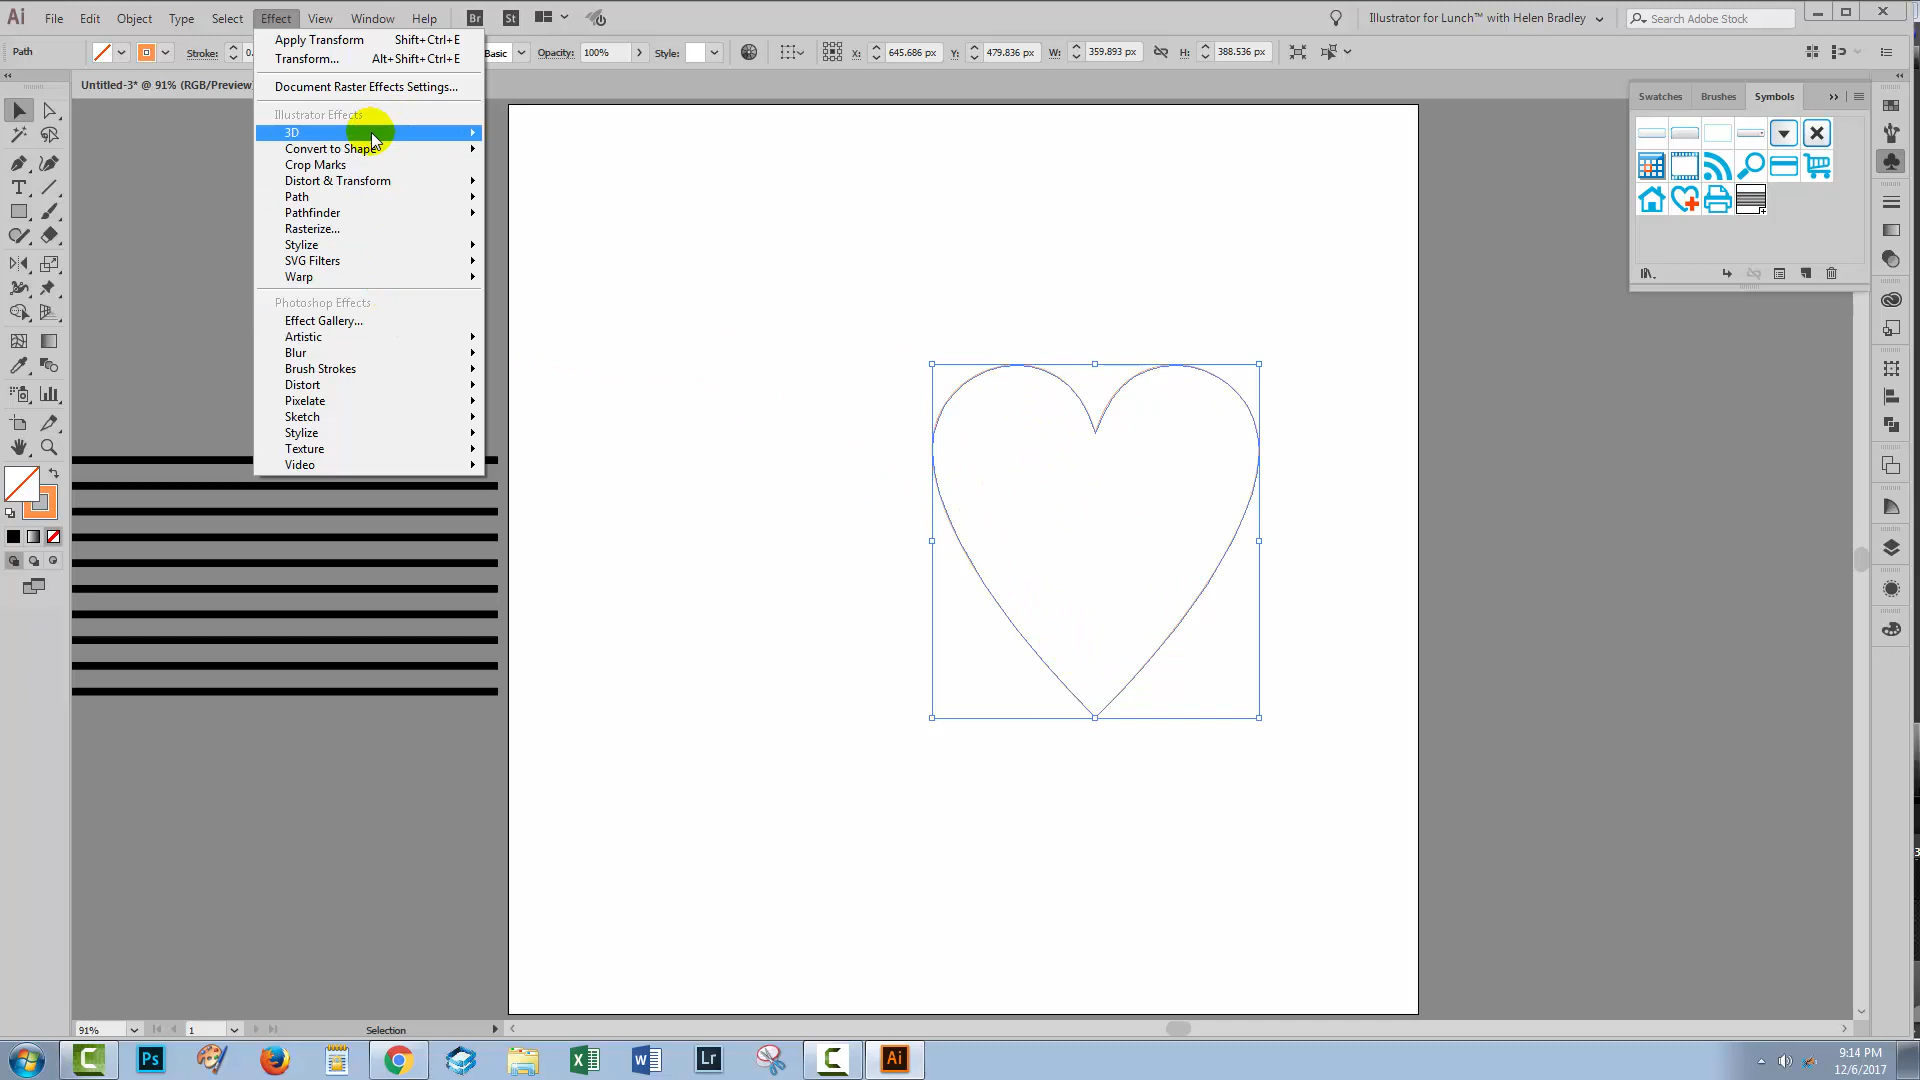 Ai File Edit Object Type Select Effect View Window Help Br St Illustrator for Lunch™ with Helen Bradley Search Adobe Stock
Path Stroke: 0. Basic Opacity: 100% Style: X: 645.686 px Y: 479.836 px W: 359.893 px H: 388.536 px
Untitled-3* @ 91% (RGB/Preview
Apply Transform Shift+Ctrl+E
Transform... Alt+Shift+Ctrl+E
Document Raster Effects Settings...
Illustrator Effects
3D
Convert to Shape
Crop Marks
Distort & Transform
Path
Pathfinder
Rasterize...
Stylize
SVG Filters
Warp
Photoshop Effects
Effect Gallery...
Artistic
Blur
Brush Strokes
Distort
Pixelate
Sketch
Stylize
Texture
Video
Swatches Brushes Symbols
91% 1 Selection
Ps Lr Ai
9:14 PM
12/6/2017